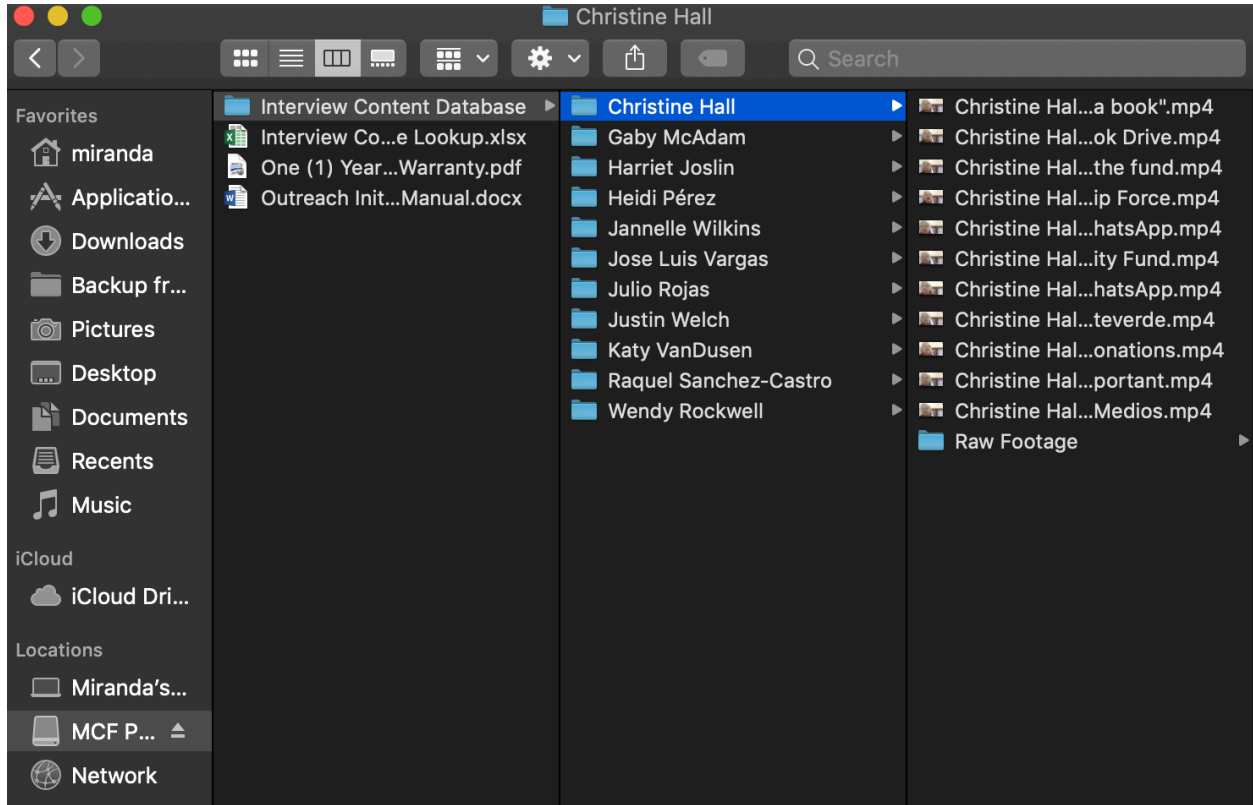 Christine Hall
Search
Favorites
miranda
Applicatio...
Downloads
Backup fr...
Pictures
Desktop
Documents
Recents
Music
iCloud
iCloud Dri...
Locations
Miranda's...
MCF P...
Network
Interview Content Database
Interview Co...e Lookup.xlsx
One (1) Year...Warranty.pdf
Outreach Init...Manual.docx
Christine Hall
Gaby McAdam
Harriet Joslin
Heidi Pérez
Jannelle Wilkins
Jose Luis Vargas
Julio Rojas
Justin Welch
Katy VanDusen
Raquel Sanchez-Castro
Wendy Rockwell
Christine Hal...a book".mp4
Christine Hal...ok Drive.mp4
Christine Hal...the fund.mp4
Christine Hal...ip Force.mp4
Christine Hal...hatsApp.mp4
Christine Hal...ity Fund.mp4
Christine Hal...hatsApp.mp4
Christine Hal...teverde.mp4
Christine Hal...onations.mp4
Christine Hal...portant.mp4
Christine Hal...Medios.mp4
Raw Footage